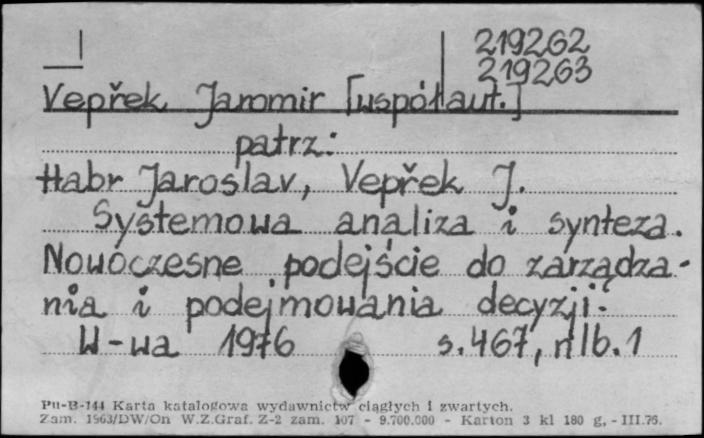 219262
219263
Vepřek Jaromir [współaut.]
patrz:
Habr Jaroslav, Vepřek J.
Systemowa analiza i synteza.
Nowoczesne podejście do zarządza-
nia i podejmowania decyzji.
W-wa 1976 s. 467, nlb. 1
Pu-B-144 Karta katalogowa wydawnictw ciągłych i zwartych.
Zam. 1963/DW/On W.Z.Graf. Z-2 zam. 107 - 9.700.000 - Karton 3 kl 180 g, - III.76.